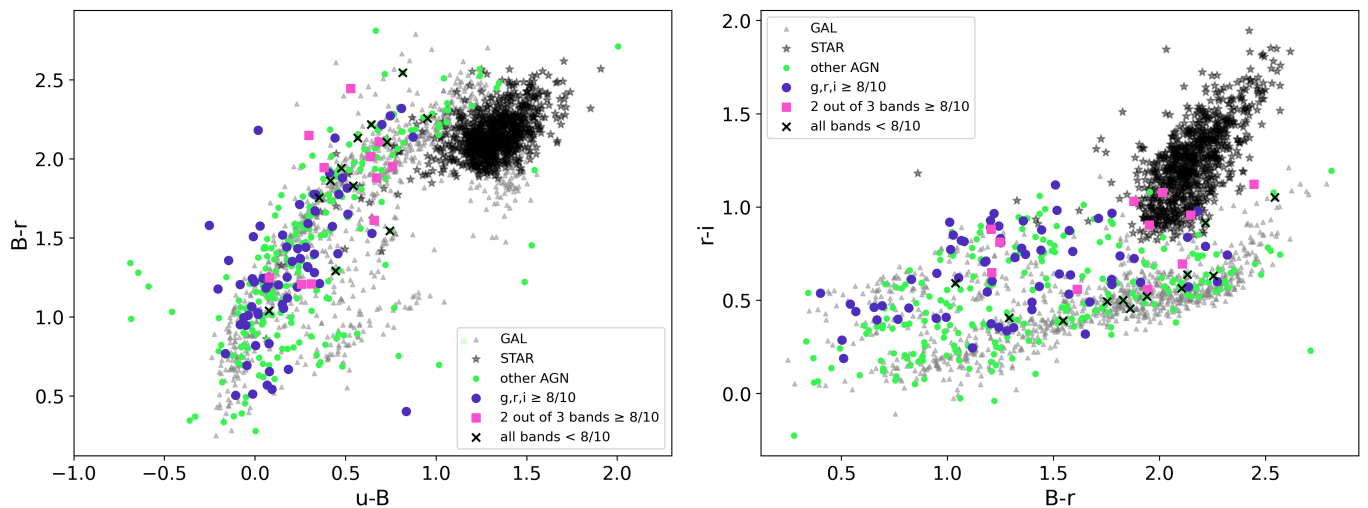 2.5
2.0
1.5
1.0
0.5
B-r
−1.0 −0.5 0.0 0.5 1.0 1.5 2.0
u-B
GAL
STAR
other AGN
g,r,i ≥ 8/10
2 out of 3 bands ≥ 8/10
all bands < 8/10
2.0
1.5
1.0
0.5
0.0
r-i
0.5 1.0 1.5 2.0 2.5
B-r
GAL
STAR
other AGN
g,r,i ≥ 8/10
2 out of 3 bands ≥ 8/10
all bands < 8/10